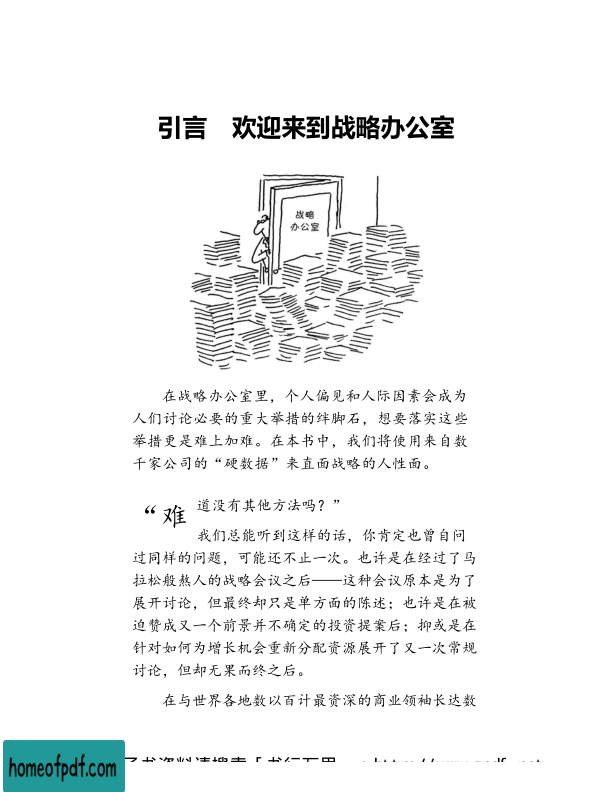 引言　欢迎来到战略办公室
战略
办公室
在战略办公室里，个人偏见和人际因素会成为
人们讨论必要的重大举措的绊脚石，想要落实这些
举措更是难上加难。在本书中，我们将使用来自数
千家公司的“硬数据”来直面战略的人性面。
“难道没有其他方法吗？”
我们总能听到这样的话，你肯定也曾自问
过同样的问题，可能还不止一次。也许是在经过了马
拉松般熬人的战略会议之后——这种会议原本是为了
展开讨论，但最终却只是单方面的陈述；也许是在被
迫赞成又一个前景并不确定的投资提案后；抑或是在
针对如何为增长机会重新分配资源展开了又一次常规
讨论，但却无果而终之后。
在与世界各地数以百计最资深的商业领袖长达数
homeofpdf.com